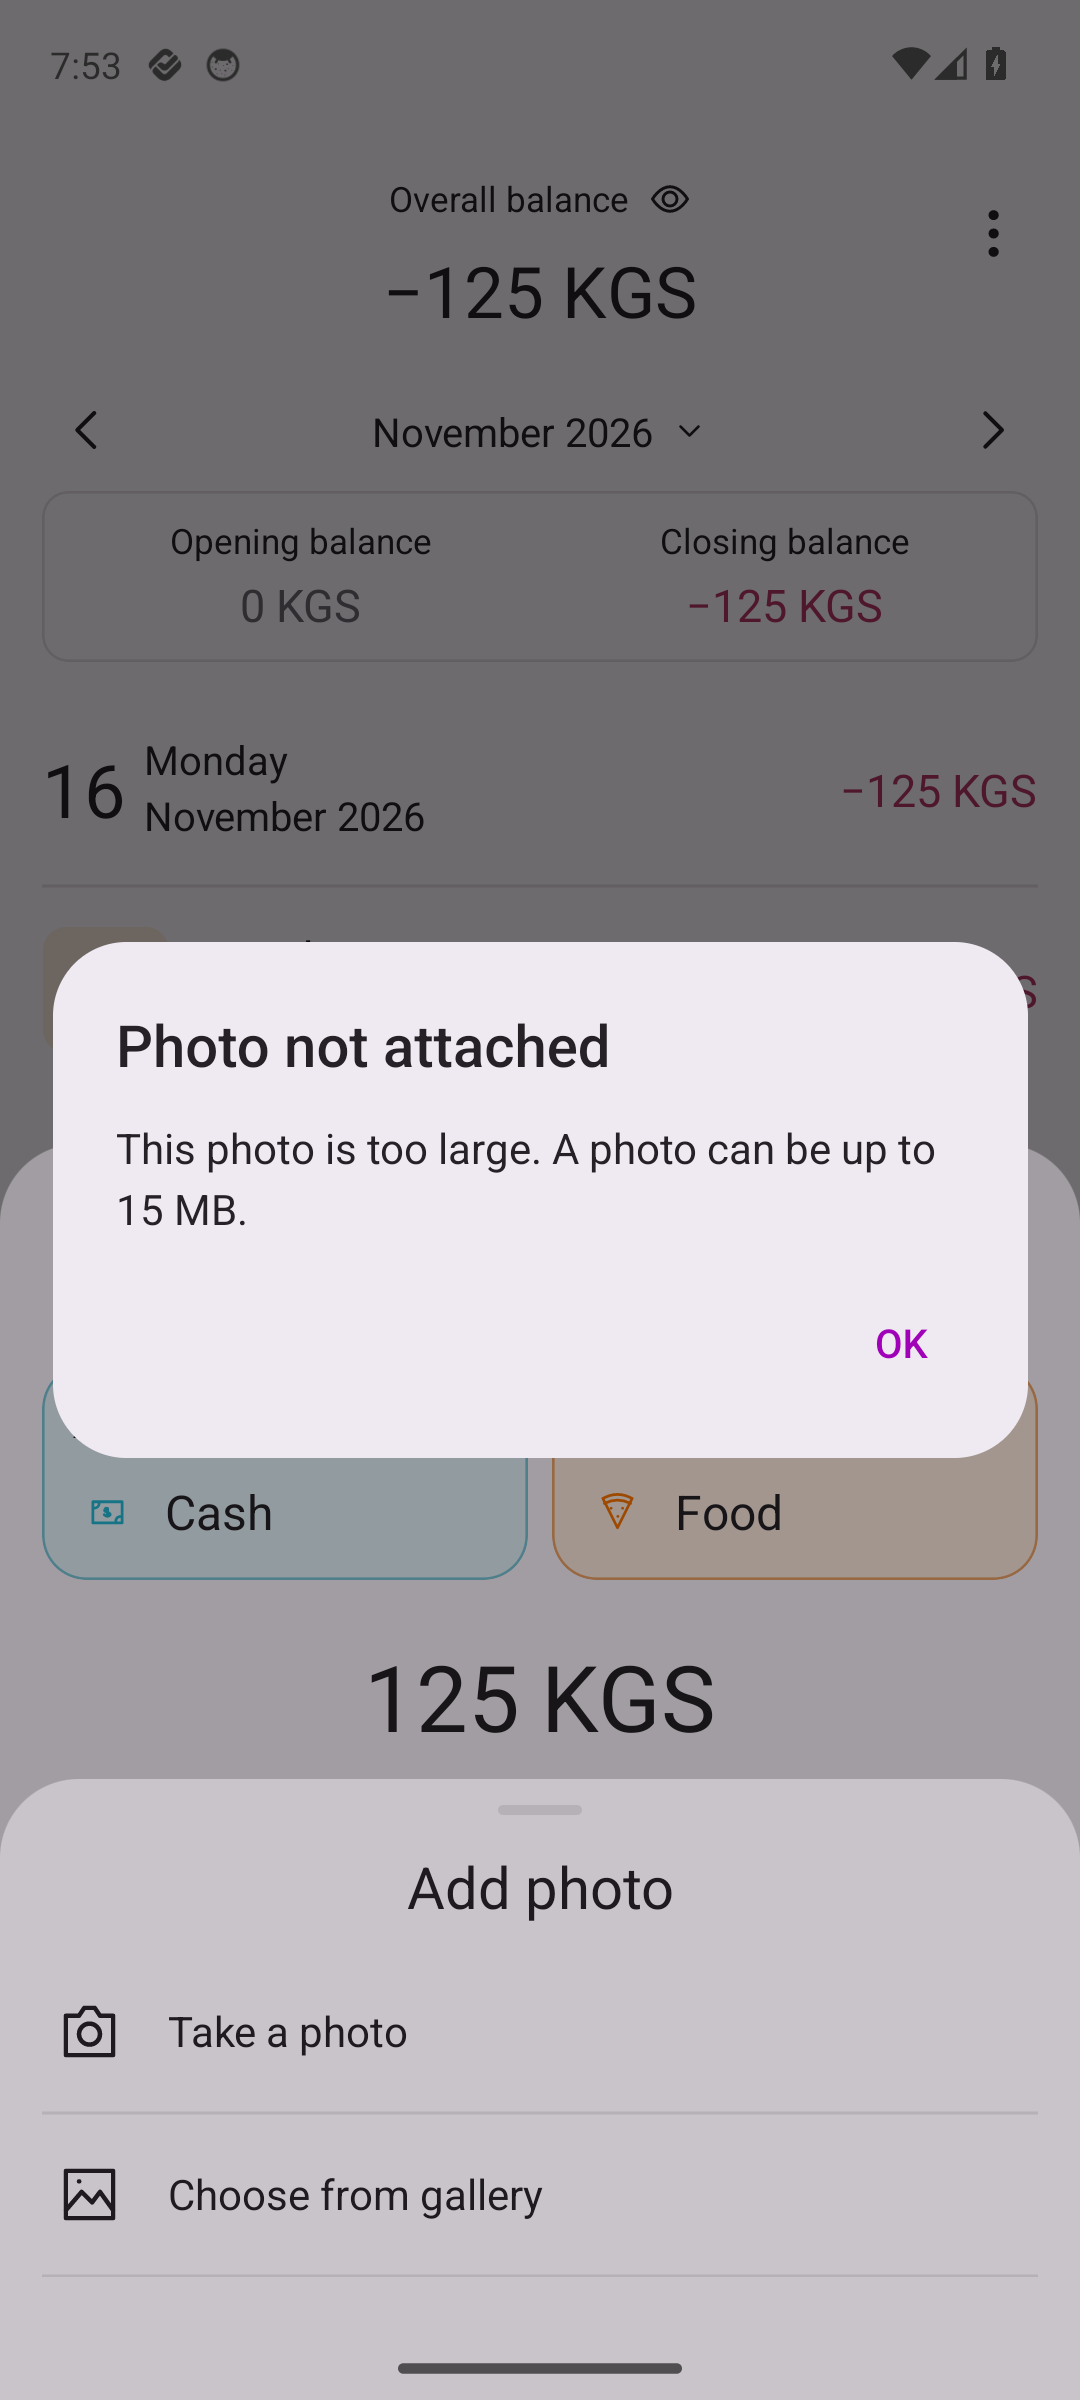 7:53
Overall balance
−125 KGS
November 2026
Opening balance
Closing balance
0 KGS
−125 KGS
16
Monday
November 2026
−125 KGS
Photo not attached
This photo is too large. A photo can be up to
15 MB.
OK
Cash
Food
125 KGS
Add photo
Take a photo
Choose from gallery